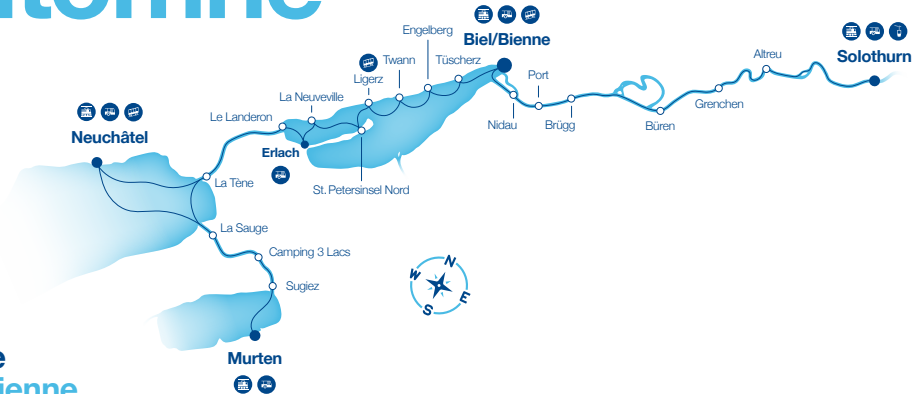 Engelberg
Biel/Bienne
Solothurn
Altreu
Twann
Tüscherz
Ligerz
Port
La Neuveville
Grenchen
Le Landeron
Nidau
Brügg
Büren
Neuchâtel
Erlach
La Tène
St. Petersinsel Nord
La Sauge
Camping 3 Lacs
Sugiez
N
W
E
S
Murten